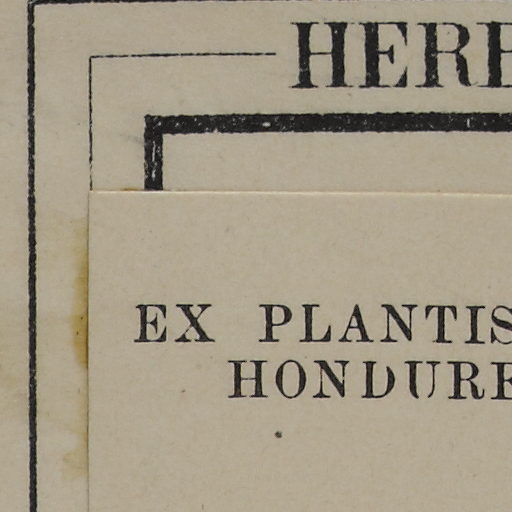 HERB
EX PLANTIS
HONDURE